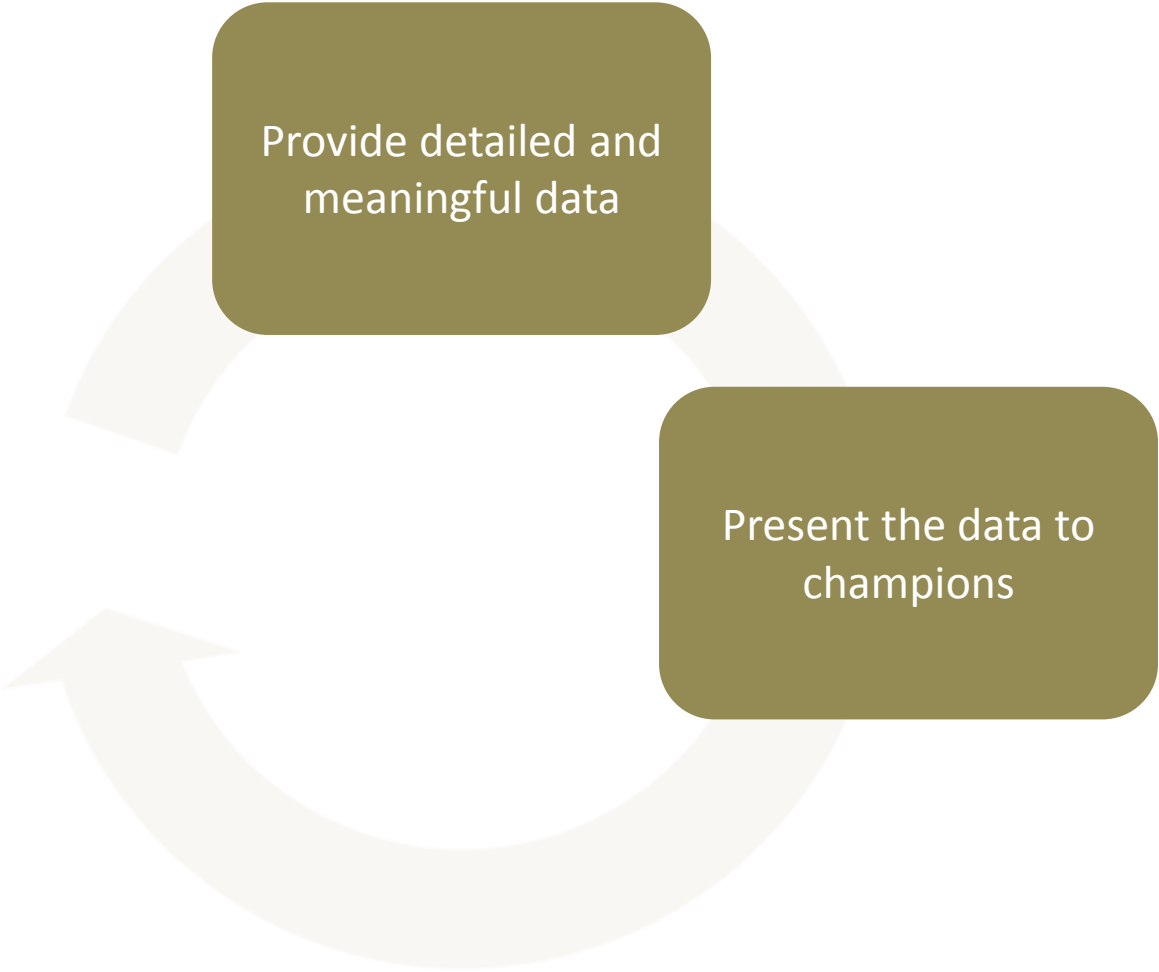 Provide detailed and
meaningful data
Present the data to
champions